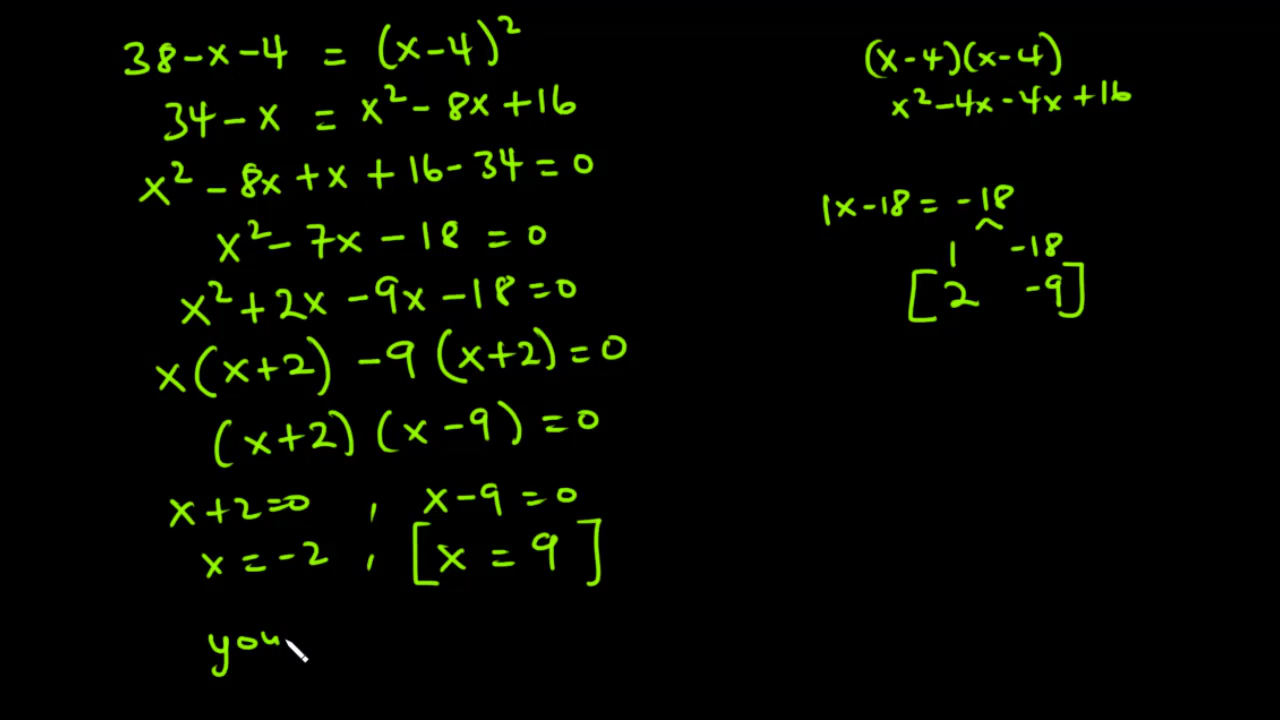 38-x-4 = (x-4)²
34-x = x²-8x+16
x²-8x+x+16-34=0
x²-7x-18=0
x²+2x-9x-18=0
x(x+2)-9(x+2)=0
(x+2)(x-9)=0
x+2=0 , x-9=0
x=-2 , [x=9]
you
(x-4)(x-4)
x²-4x-4x+16
1x-18=-18
^
1 -18
[2 -9]